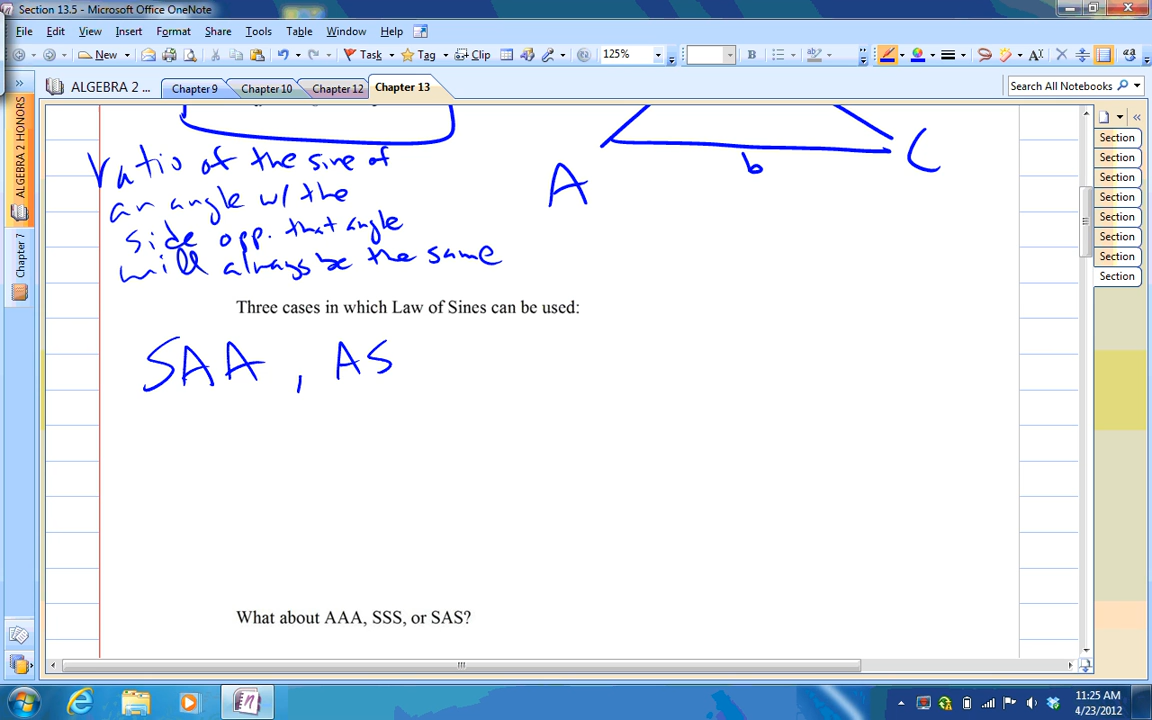 Section 13.5 - Microsoft Office OneNote
File Edit View Insert Format Share Tools Table Window Help
New Task Tag Clip 125%
ALGEBRA 2 ... Chapter 9 Chapter 10 Chapter 12 Chapter 13 Search All Notebooks
ALGEBRA 2 HONORS
Chapter 7
Section
Section
Section
Section
Section
Section
Section
Section
b
C
A
ratio of the sine of
an angle w/ the
side opp. that angle
will always be the same
Three cases in which Law of Sines can be used:
SAA , AS
What about AAA, SSS, or SAS?
11:25 AM
4/23/2012